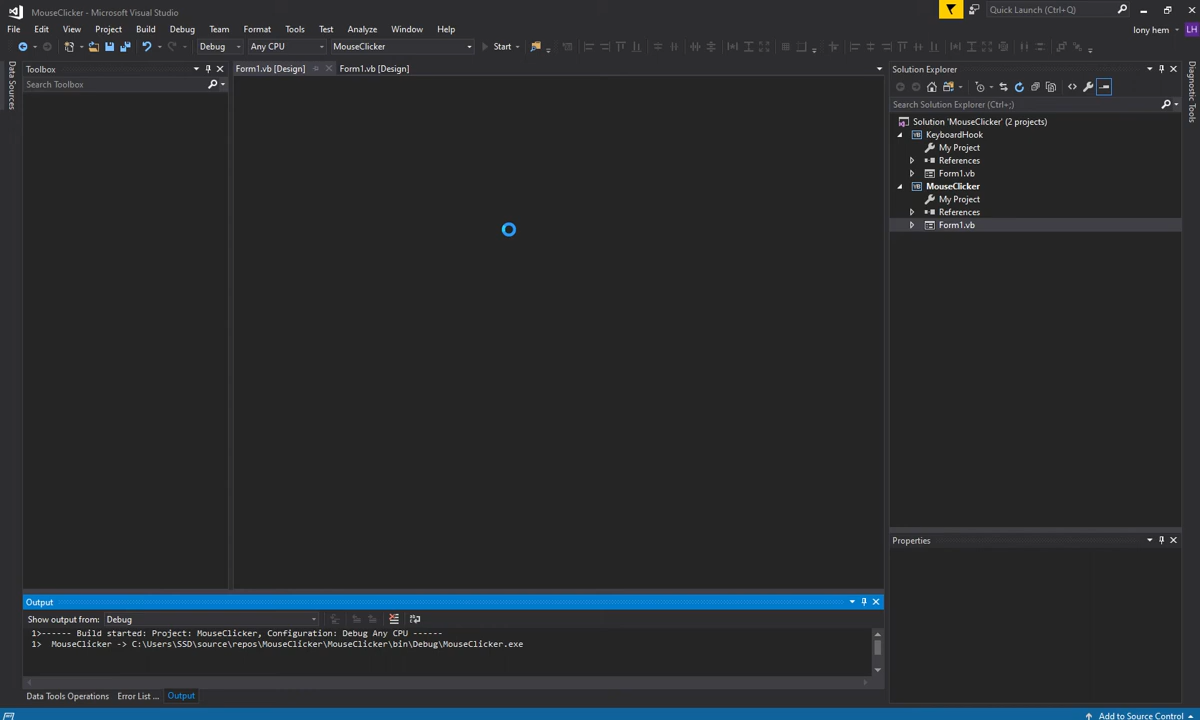 MouseClicker - Microsoft Visual Studio
Quick Launch (Ctrl+Q)
File Edit View Project Build Debug Team Format Tools Test Analyze Window Help
lony hem LH
Debug Any CPU MouseClicker Start
Data Sources
Toolbox
Search Toolbox
Form1.vb [Design] Form1.vb [Design]
Solution Explorer
Search Solution Explorer (Ctrl+;)
Solution 'MouseClicker' (2 projects)
VB KeyboardHook
My Project
References
Form1.vb
VB MouseClicker
My Project
References
Form1.vb
Diagnostic Tools
Properties
Output
Show output from: Debug
1>------ Build started: Project: MouseClicker, Configuration: Debug Any CPU ------
1> MouseClicker -> C:\Users\SSD\source\repos\MouseClicker\MouseClicker\bin\Debug\MouseClicker.exe
Data Tools Operations Error List ... Output
Add to Source Control